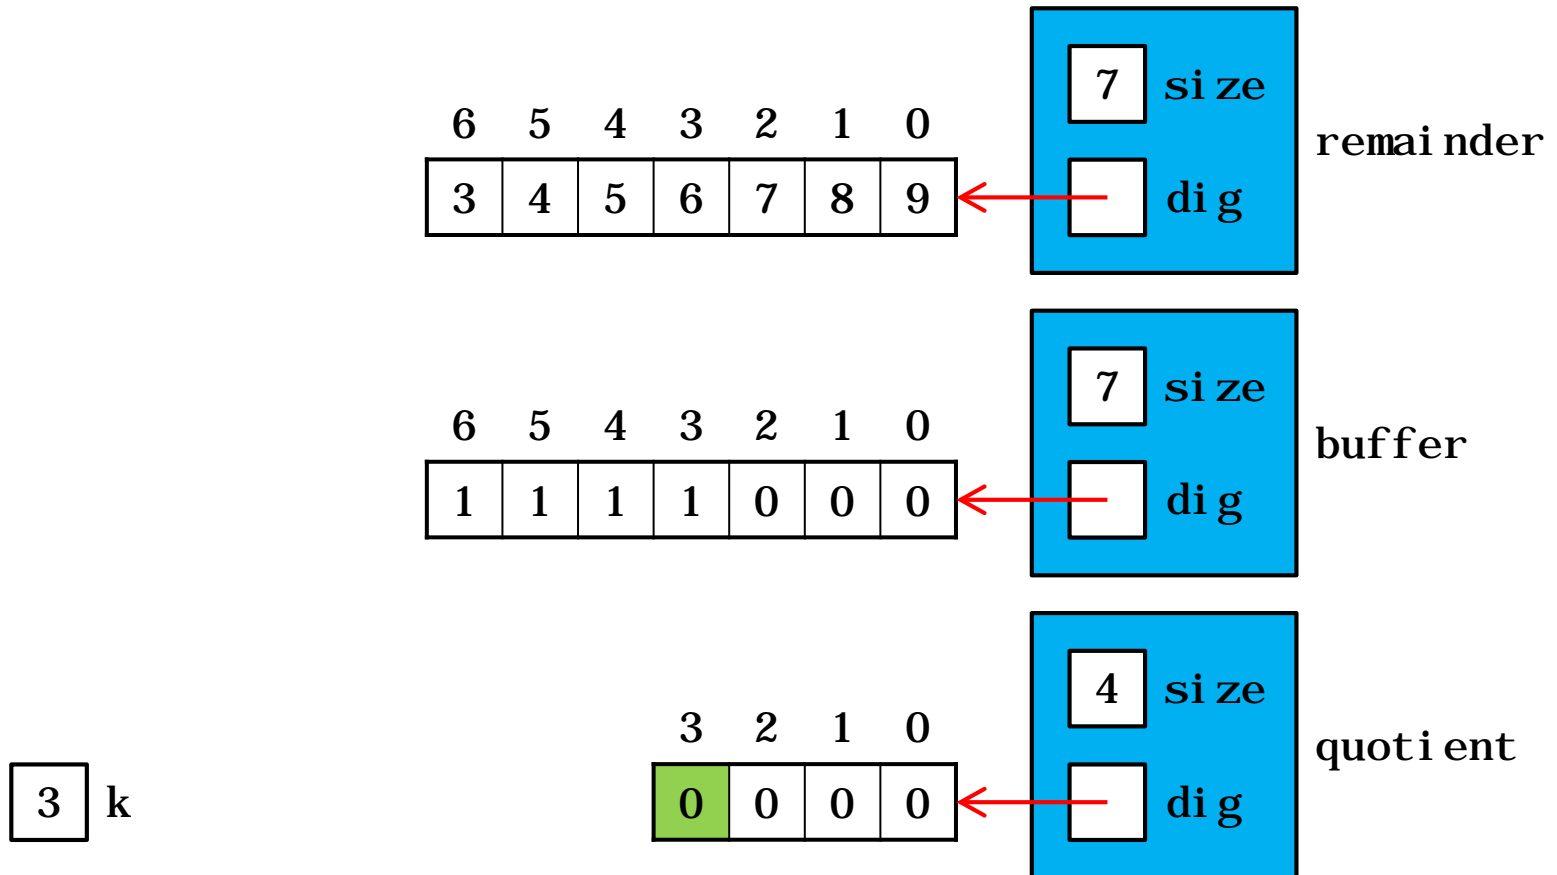 7 size
6 5 4 3 2 1 0
remainder
3 4 5 6 7 8 9
dig
7 size
6 5 4 3 2 1 0
buffer
1 1 1 1 0 0 0
dig
4 size
3 2 1 0
quotient
3 k
0 0 0 0
dig